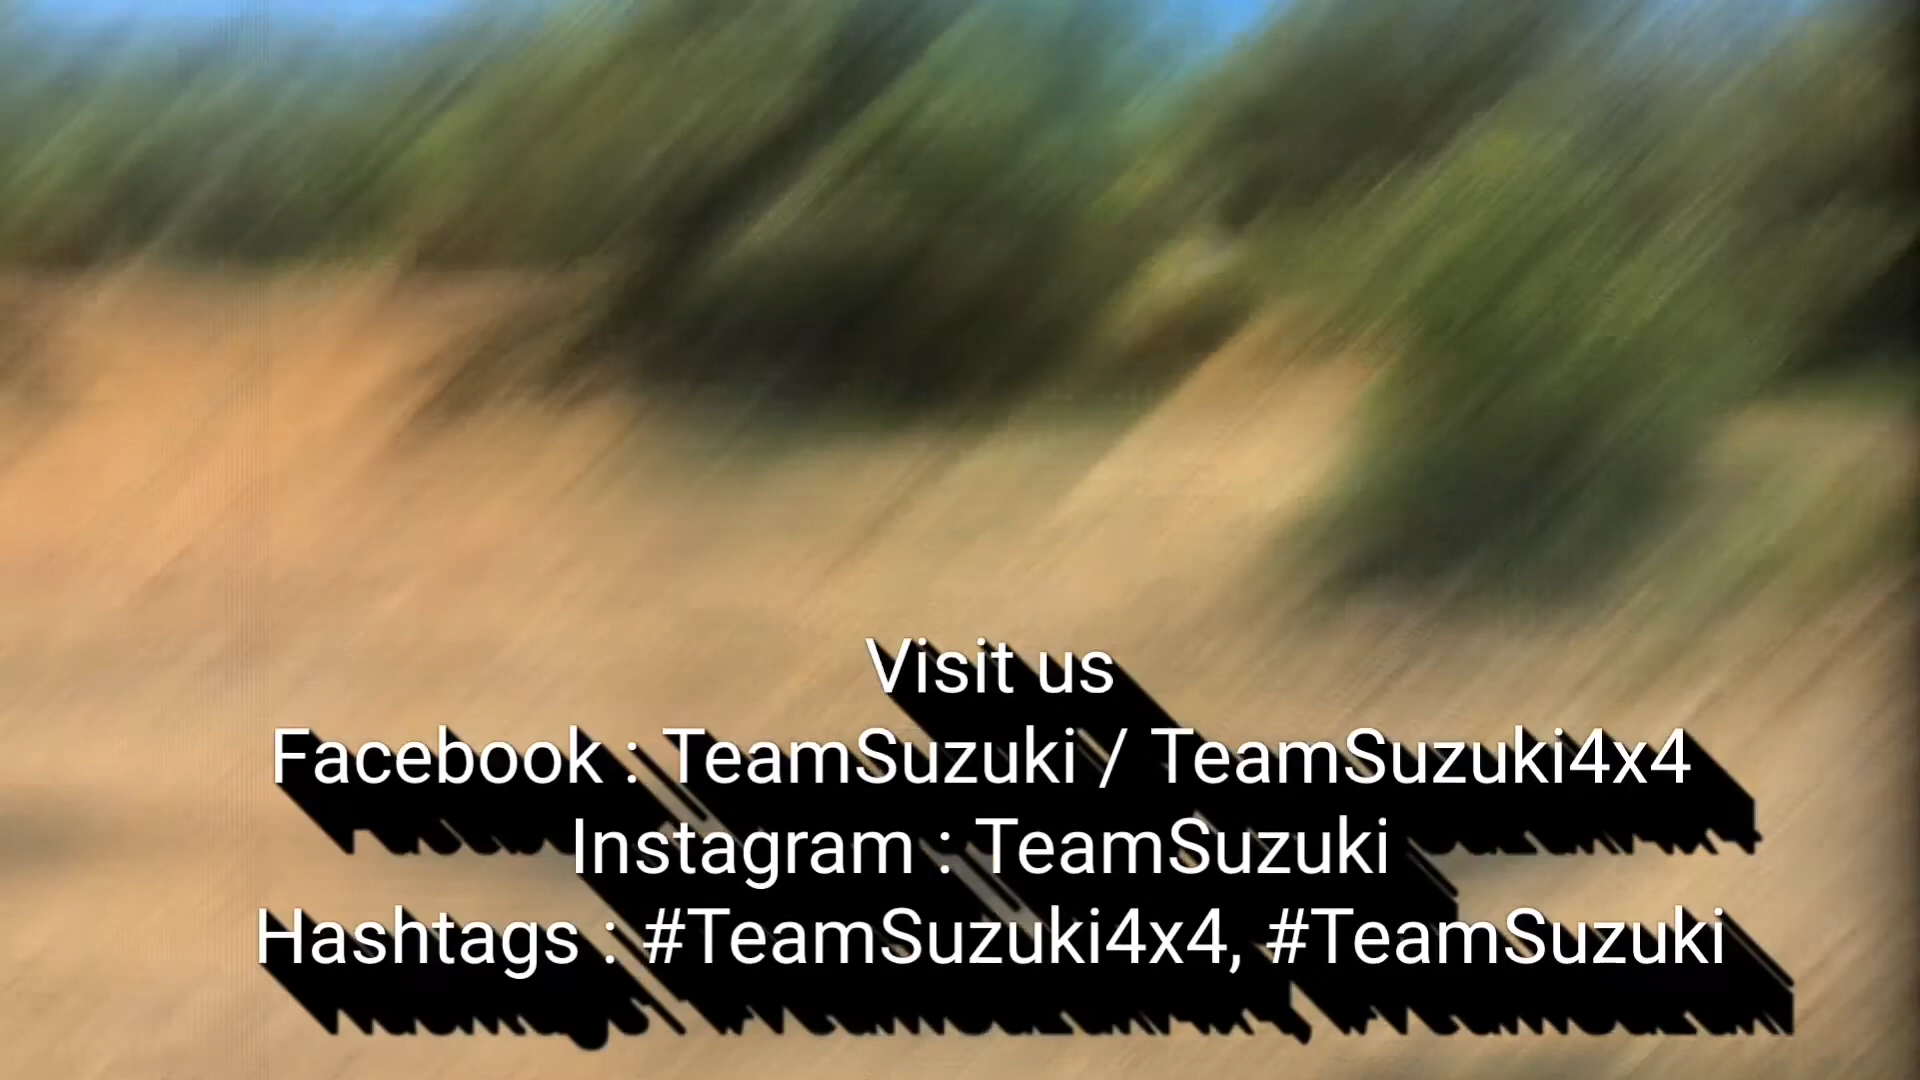 Visit us
Facebook : TeamSuzuki / TeamSuzuki4x4
Instagram : TeamSuzuki
Hashtags : #TeamSuzuki4x4, #TeamSuzuki